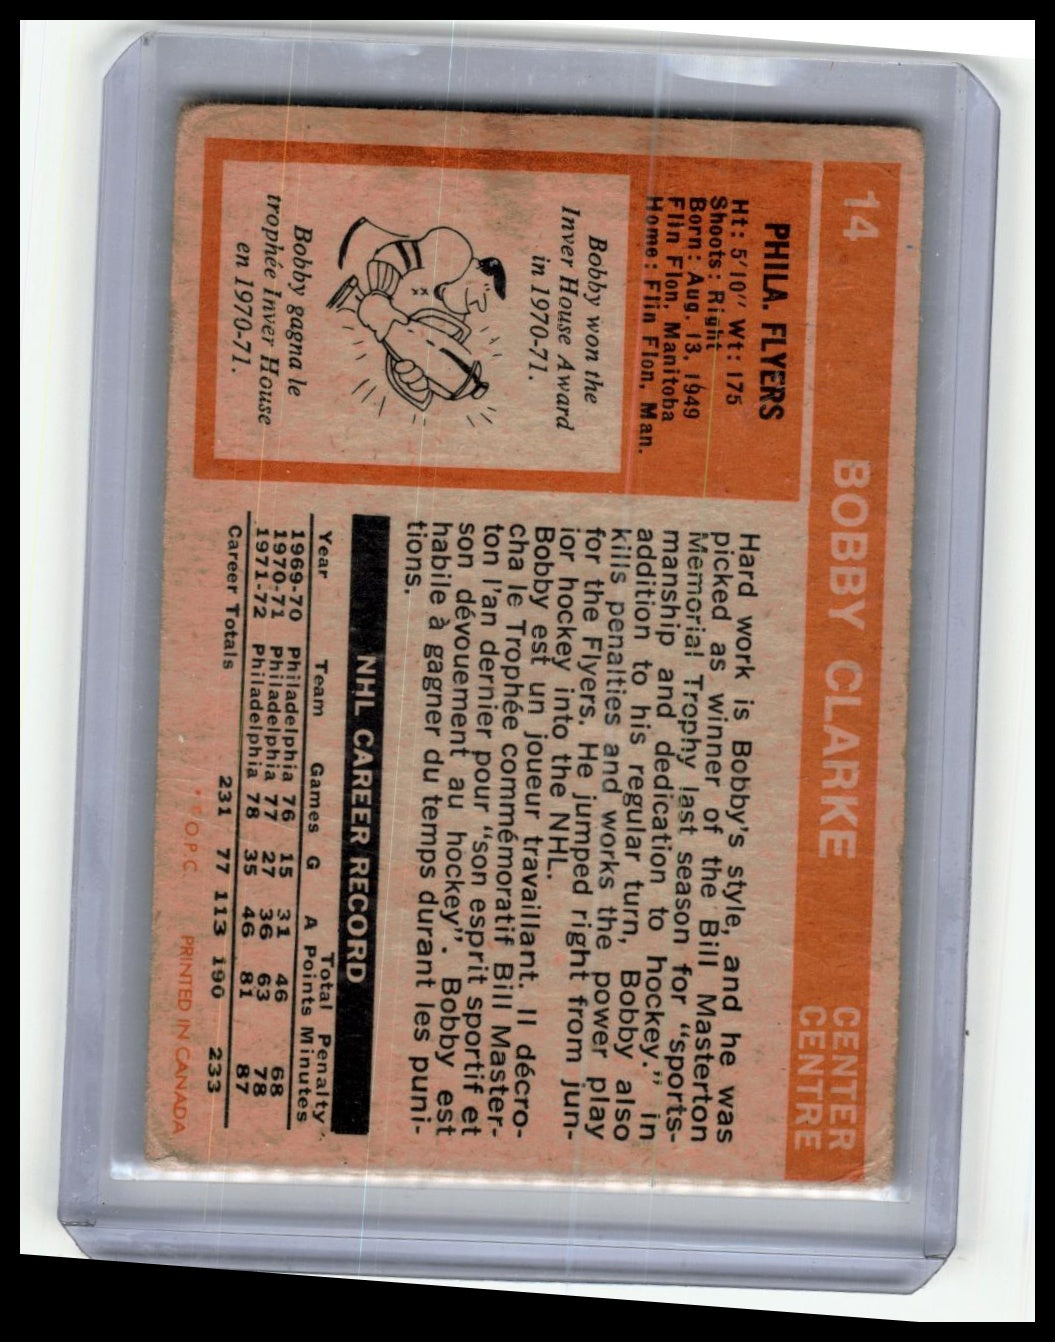 14 BOBBY CLARKE CENTER
CENTRE
PHILA. FLYERS
Ht: 5'10" Wt: 175
Shoots: Right
Born: Aug. 13, 1949
Flin Flon, Manitoba
Home: Flin Flon, Man.
Bobby won the
Inver House Award
in 1970-71.
Bobby gagna le
trophée Inver House
en 1970-71.
Hard work is Bobby's style, and he was
picked as winner of the Bill Masterton
Memorial Trophy last season for "sports-
manship and dedication to hockey." in
addition to his regular turn, Bobby also
kills penalties and works the power play
for the Flyers. He jumped right from jun-
ior hockey into the NHL.
Bobby est un joueur travaillant. Il décro-
cha le Trophée commémoratif Bill Master-
ton l'an dernier pour "son esprit sportif et
son dévouement au hockey". Bobby est
habile à gagner du temps durant les puni-
tions.
NHL CAREER RECORD
Total Penalty
Year Team Games G A Points Minutes
1969-70 Philadelphia 76 15 31 46 68
1970-71 Philadelphia 77 27 36 63 78
1971-72 Philadelphia 78 35 46 81 87
Career Totals 231 77 113 190 233
O.P.C. PRINTED IN CANADA